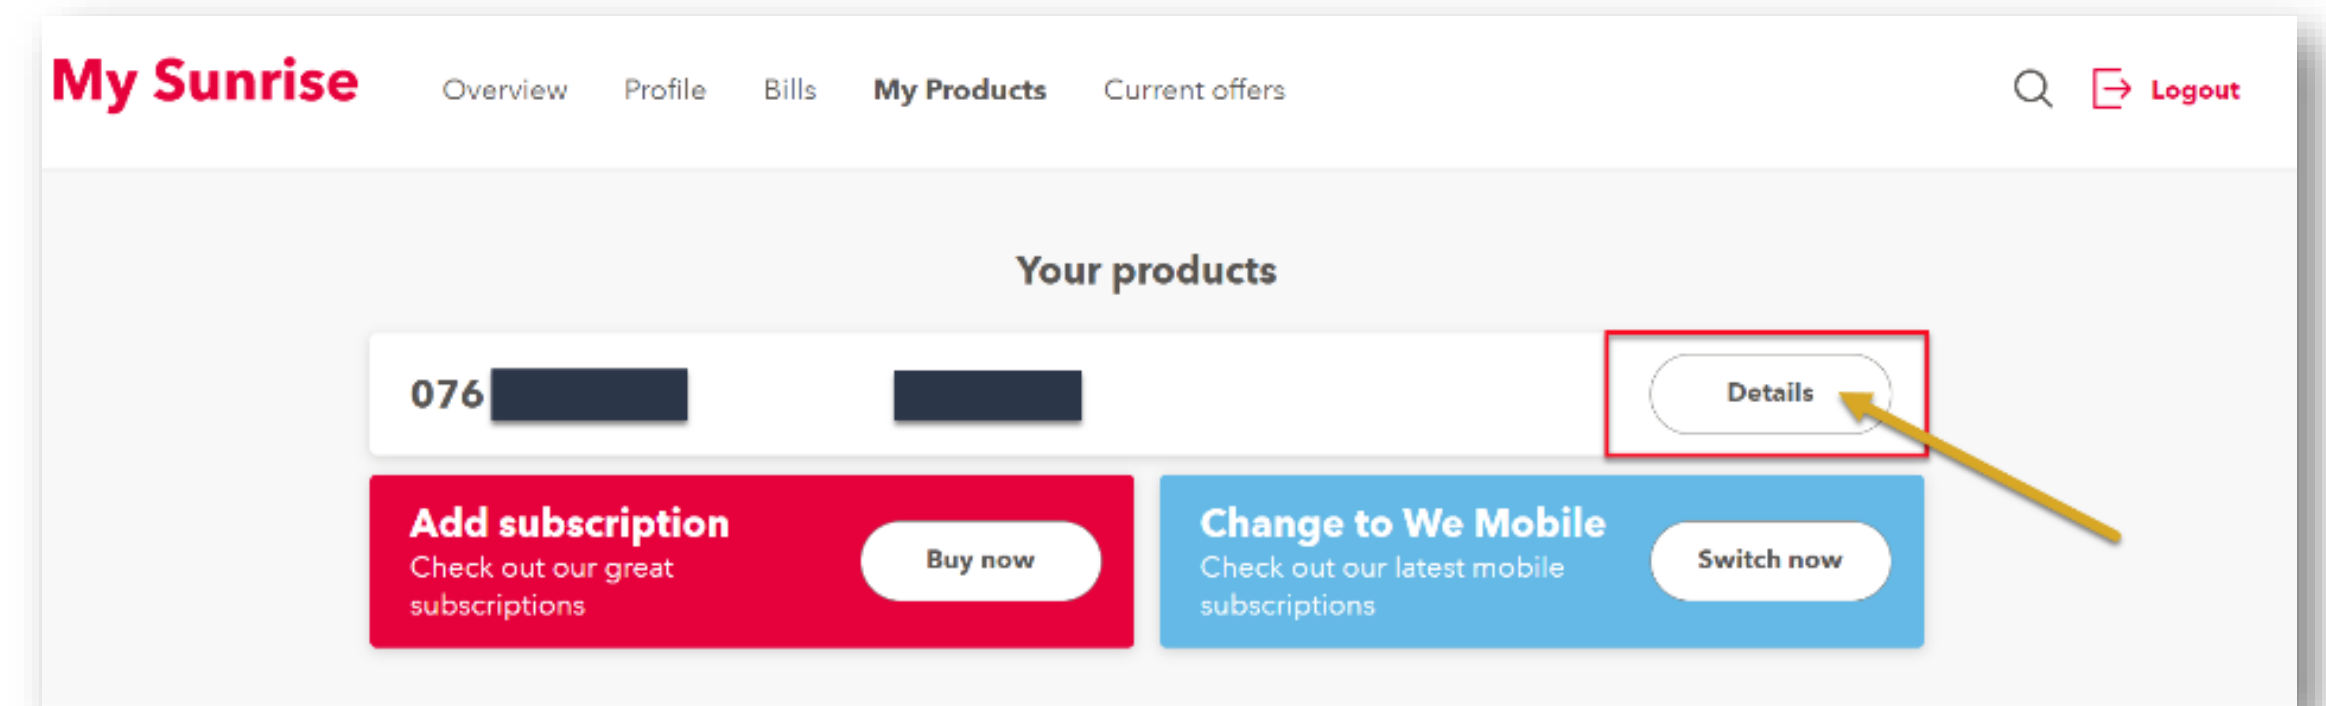 My Sunrise Overview Profile Bills My Products Current offers Logout
Your products
076 Details
Add subscription
Check out our great
subscriptions
Buy now
Change to We Mobile
Check out our latest mobile
subscriptions
Switch now